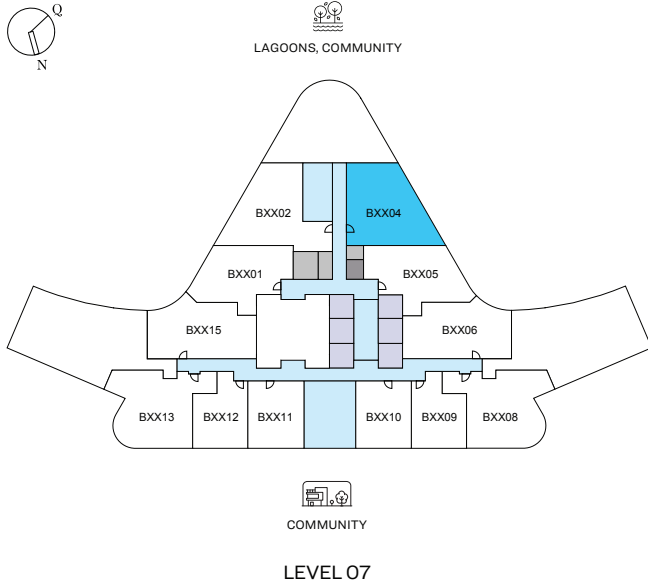 Q
N
LAGOONS, COMMUNITY
BXX02
BXX04
BXX01
BXX05
BXX15
BXX06
BXX13
BXX12
BXX11
BXX10
BXX09
BXX08
COMMUNITY
LEVEL 07